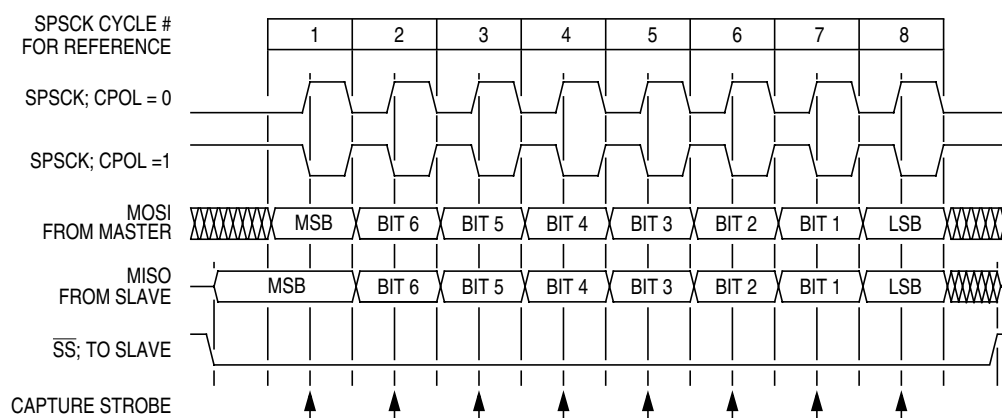 SPSCK CYCLE #
FOR REFERENCE
1 2 3 4 5 6 7 8
SPSCK; CPOL = 0
SPSCK; CPOL =1
MOSI
FROM MASTER
MSB BIT 6 BIT 5 BIT 4 BIT 3 BIT 2 BIT 1 LSB
MISO
FROM SLAVE
MSB BIT 6 BIT 5 BIT 4 BIT 3 BIT 2 BIT 1 LSB
SS; TO SLAVE
CAPTURE STROBE